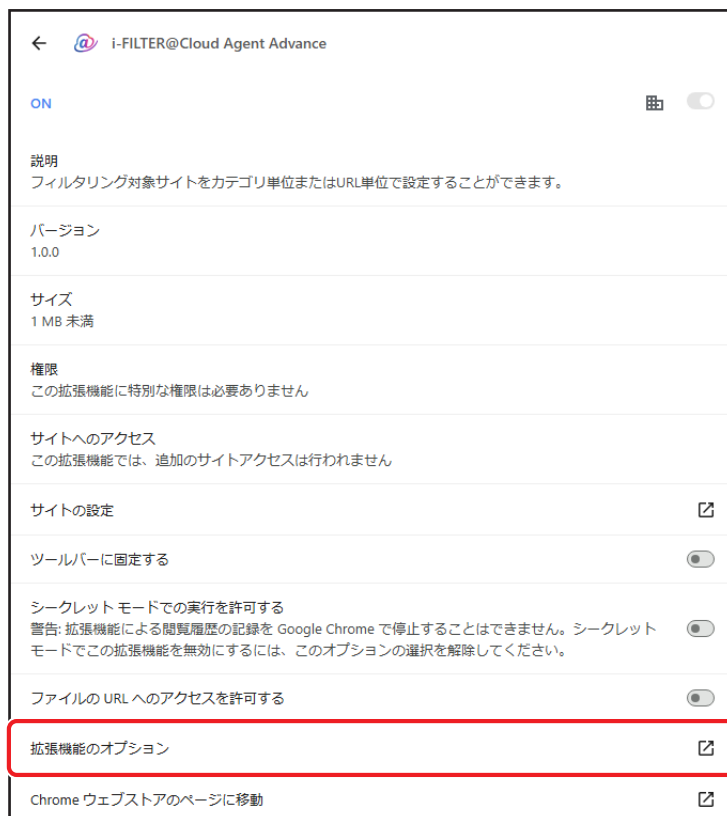 i-FILTER@Cloud Agent Advance
ON
説明
フィルタリング対象サイトをカテゴリ単位またはURL単位で設定することができます。
バージョン
1.0.0
サイズ
1 MB 未満
権限
この拡張機能に特別な権限は必要ありません
サイトへのアクセス
この拡張機能では、追加のサイトアクセスは行われません
サイトの設定
ツールバーに固定する
シークレット モードでの実行を許可する
警告: 拡張機能による閲覧履歴の記録を Google Chrome で停止することはできません。シークレット
モードでこの拡張機能を無効にするには、このオプションの選択を解除してください。
ファイルの URL へのアクセスを許可する
拡張機能のオプション
Chrome ウェブストアのページに移動